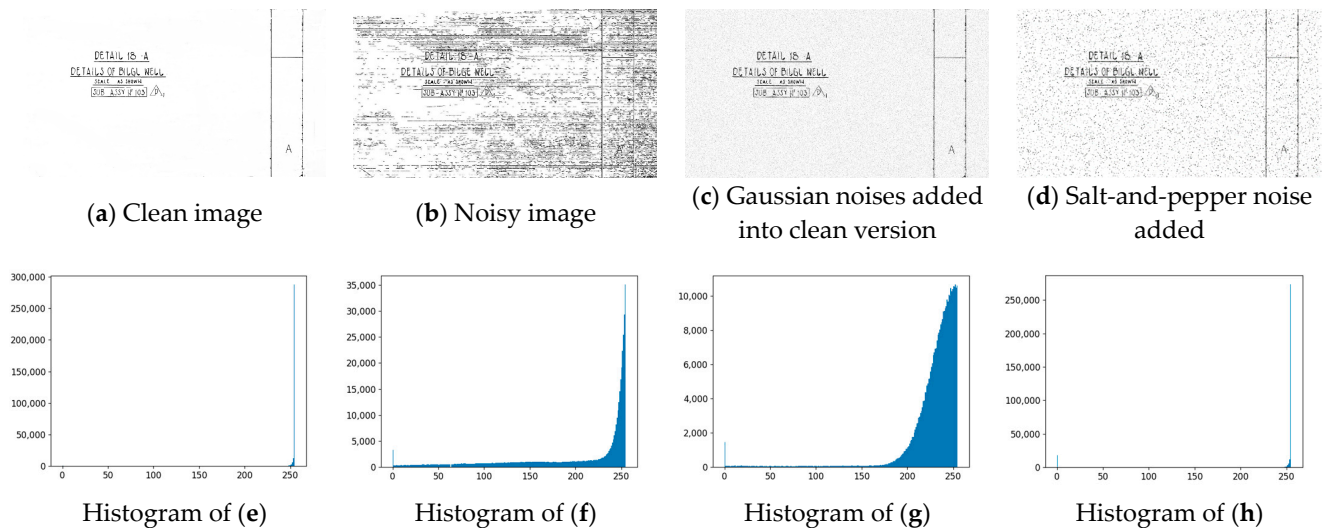 DETAIL 18-A
DETAILS OF BILGL WELL
SCALE AS SHOWN
SUB-ASSY Nº 103
A
DETAIL 18-A
DETAILS OF BILGE WELL
SCALE AS SHOWN
SUB-ASSY Nº 103
A
DETAIL 18-A
DETAILS OF BILGL WELL
SCALE AS SHOWN
SUB-ASSY Nº 103
A
DETAIL 18-A
DETAILS OF BILGL WELL
SCALE AS SHOWN
SUB-ASSY Nº 103
A
(a) Clean image
(b) Noisy image
(c) Gaussian noises added
into clean version
(d) Salt-and-pepper noise
added
300,000
250,000
200,000
150,000
100,000
50,000
0
0 50 100 150 200 250
Histogram of (e)
35,000
30,000
25,000
20,000
15,000
10,000
5,000
0
0 50 100 150 200 250
Histogram of (f)
10,000
8,000
6,000
4,000
2,000
0
0 50 100 150 200 250
Histogram of (g)
250,000
200,000
150,000
100,000
50,000
0
0 50 100 150 200 250
Histogram of (h)